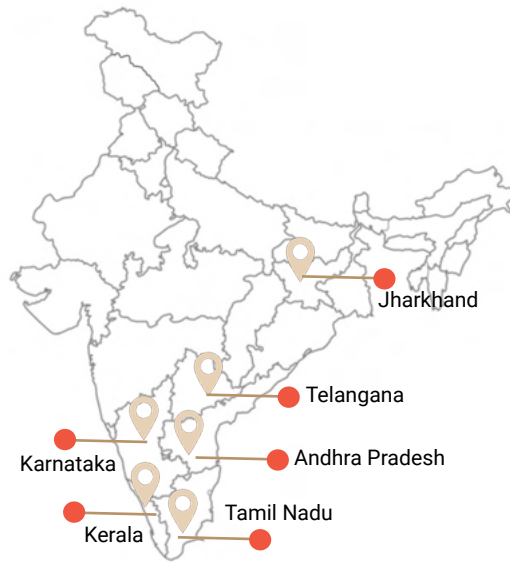 Jharkhand
Telangana
Andhra Pradesh
Karnataka
Tamil Nadu
Kerala